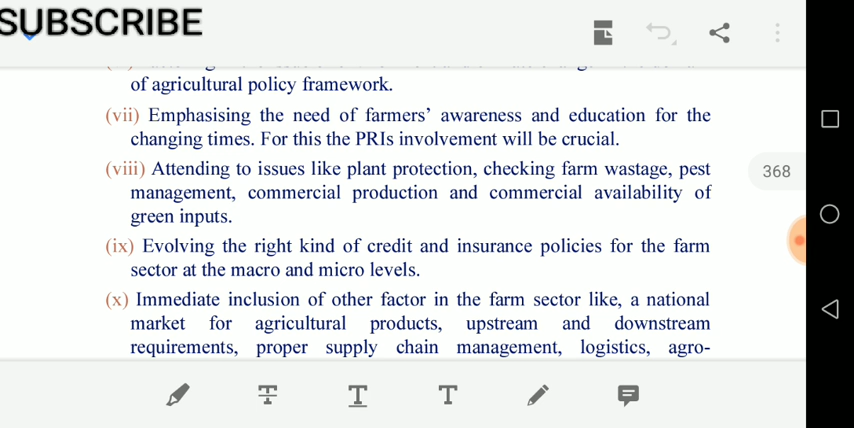 SUBSCRIBE
of agricultural policy framework.
(vii) Emphasising the need of farmers' awareness and education for the
changing times. For this the PRIs involvement will be crucial.
(viii) Attending to issues like plant protection, checking farm wastage, pest
management, commercial production and commercial availability of
green inputs.
368
(ix) Evolving the right kind of credit and insurance policies for the farm
sector at the macro and micro levels.
(x) Immediate inclusion of other factor in the farm sector like, a national
market for agricultural products, upstream and downstream
requirements, proper supply chain management, logistics, agro-